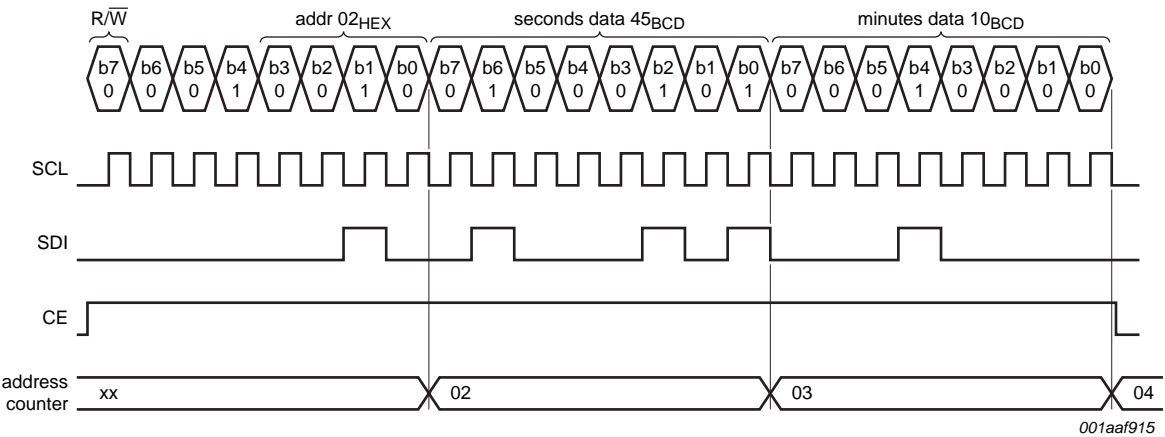 R/W addr 02HEX seconds data 45BCD minutes data 10BCD
b7 b6 b5 b4 b3 b2 b1 b0 b7 b6 b5 b4 b3 b2 b1 b0 b7 b6 b5 b4 b3 b2 b1 b0
0 0 0 1 0 0 1 0 0 1 0 0 0 1 0 1 0 0 0 1 0 0 0 0
SCL
SDI
CE
address
counter
xx 02 03 04
001aaf915